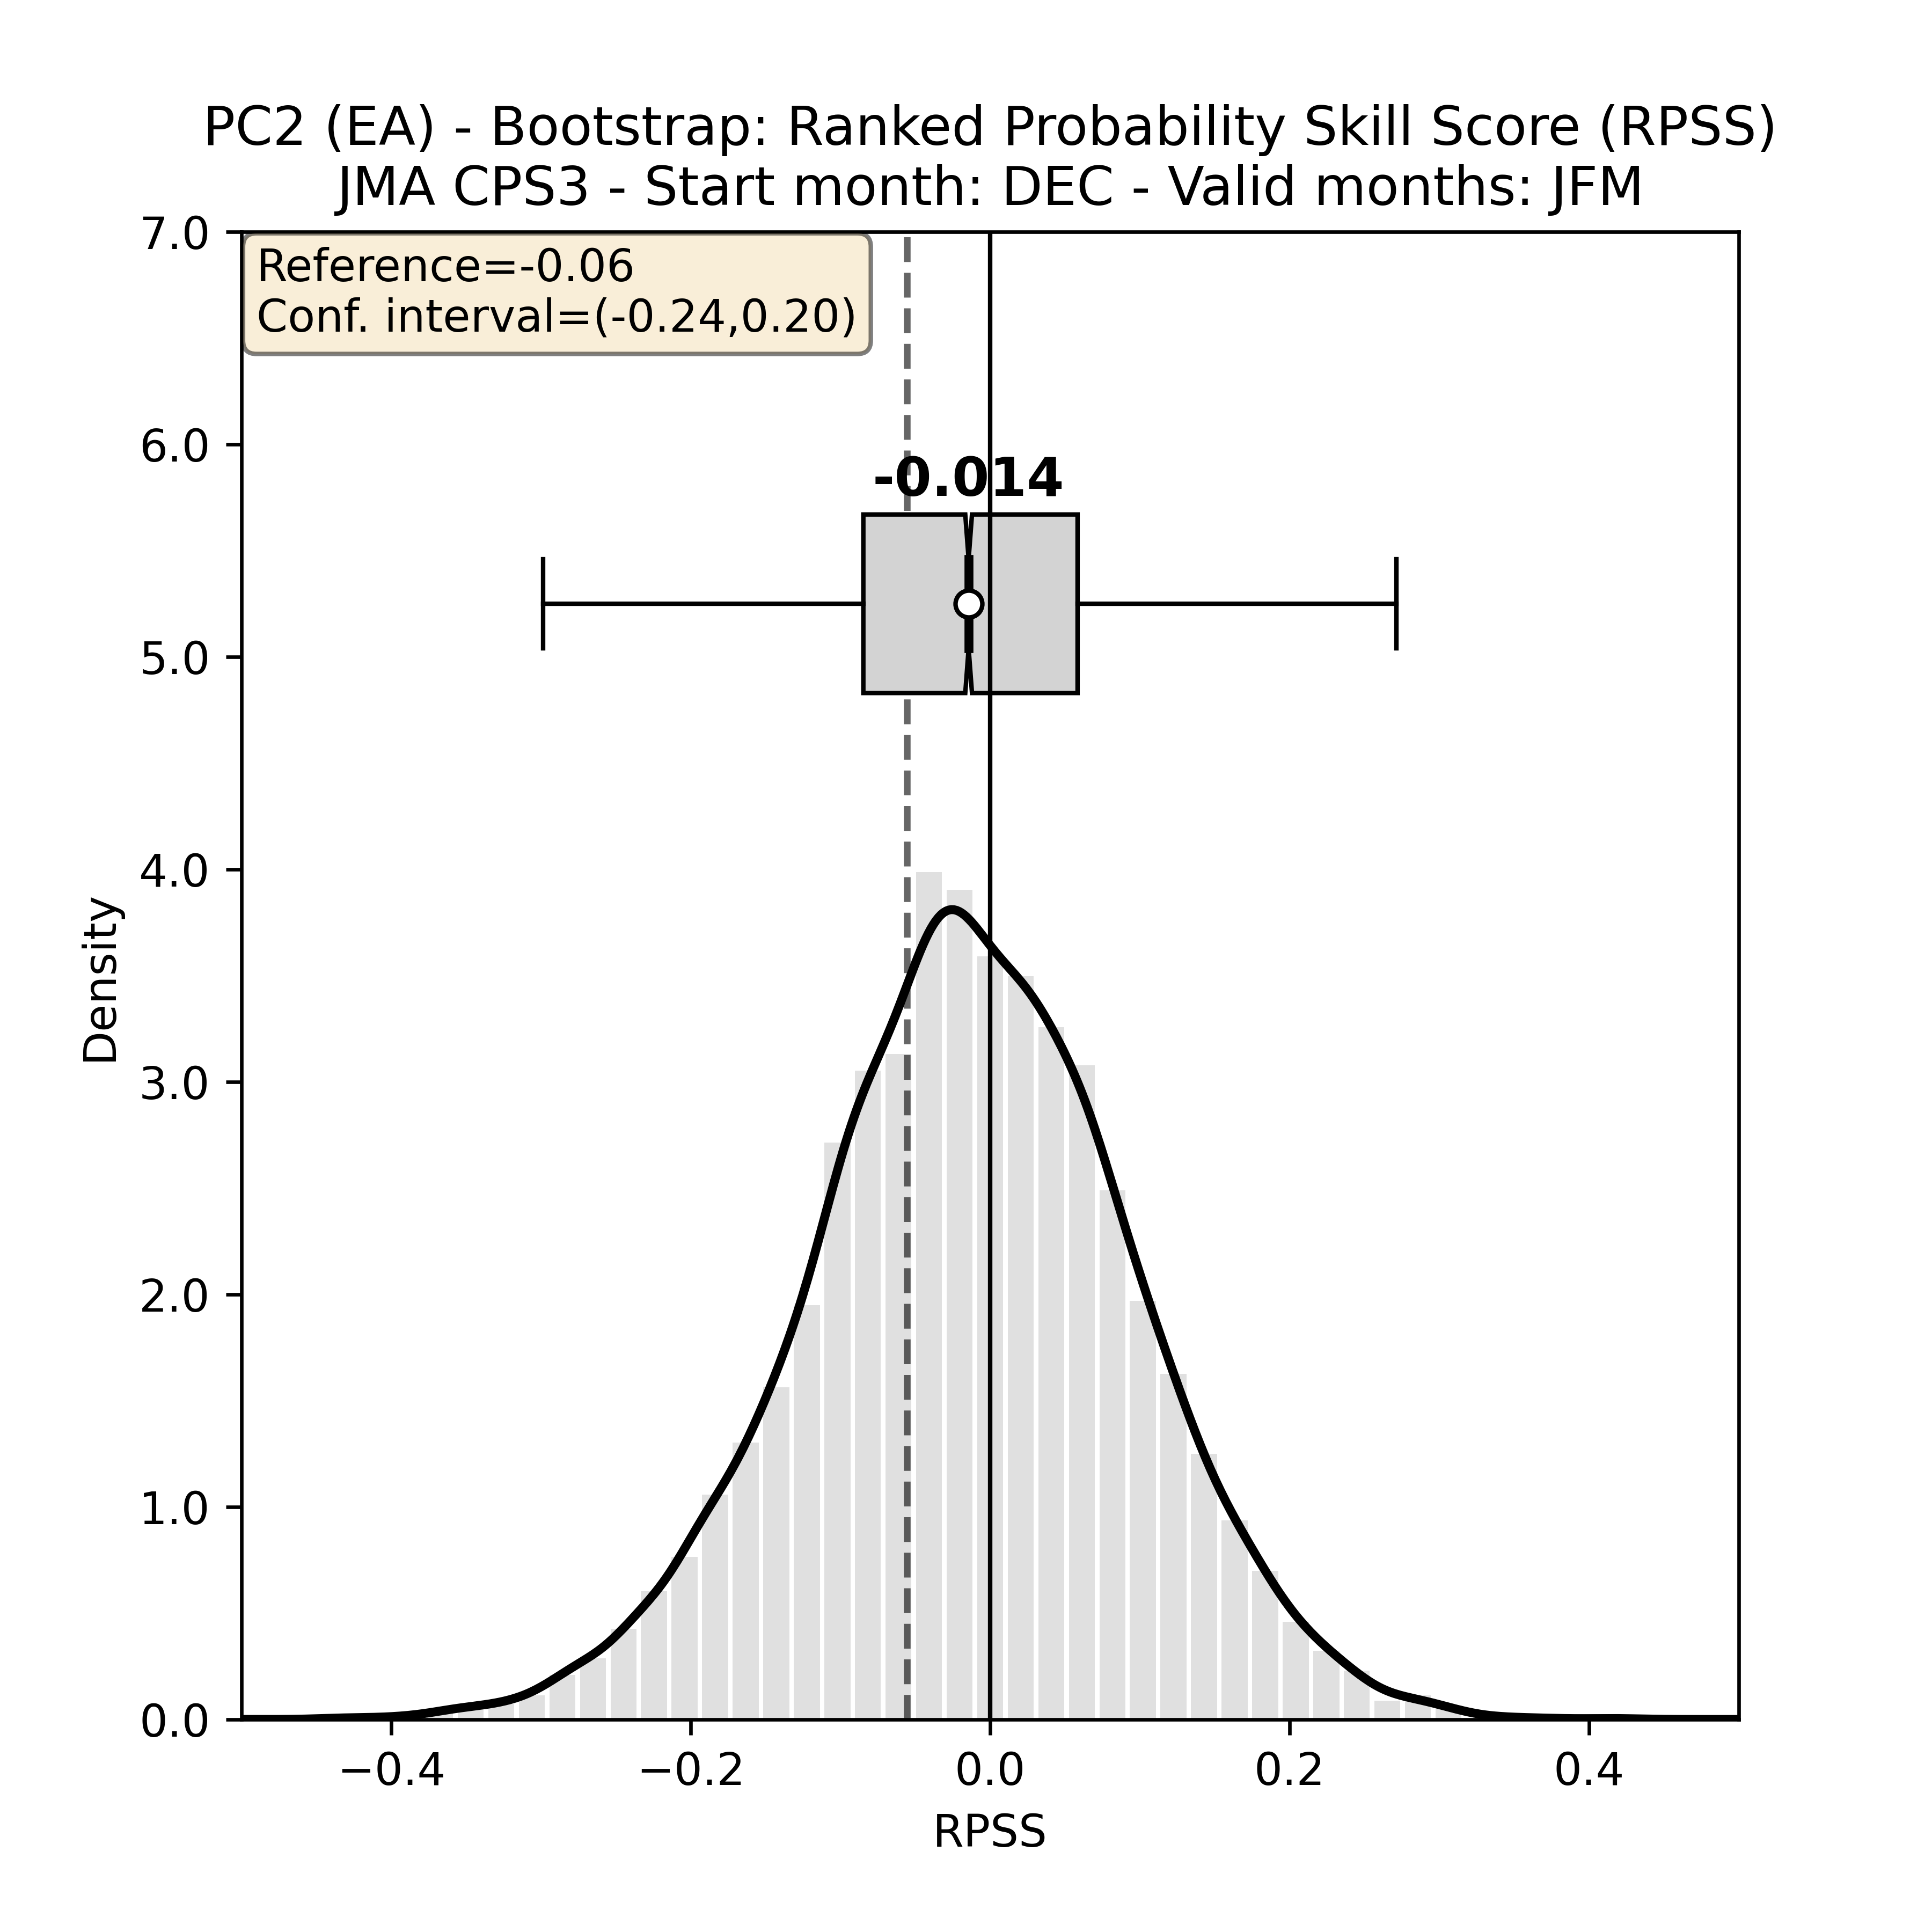 PC2 (EA) - Bootstrap: Ranked Probability Skill Score (RPSS)
JMA CPS3 - Start month: DEC - Valid months: JFM
7.0
Reference=-0.06
Conf. interval=(-0.24,0.20)
6.0
-0.014
5.0
4.0
Density
3.0
2.0
1.0
0.0
−0.4 −0.2 0.0 0.2 0.4
RPSS